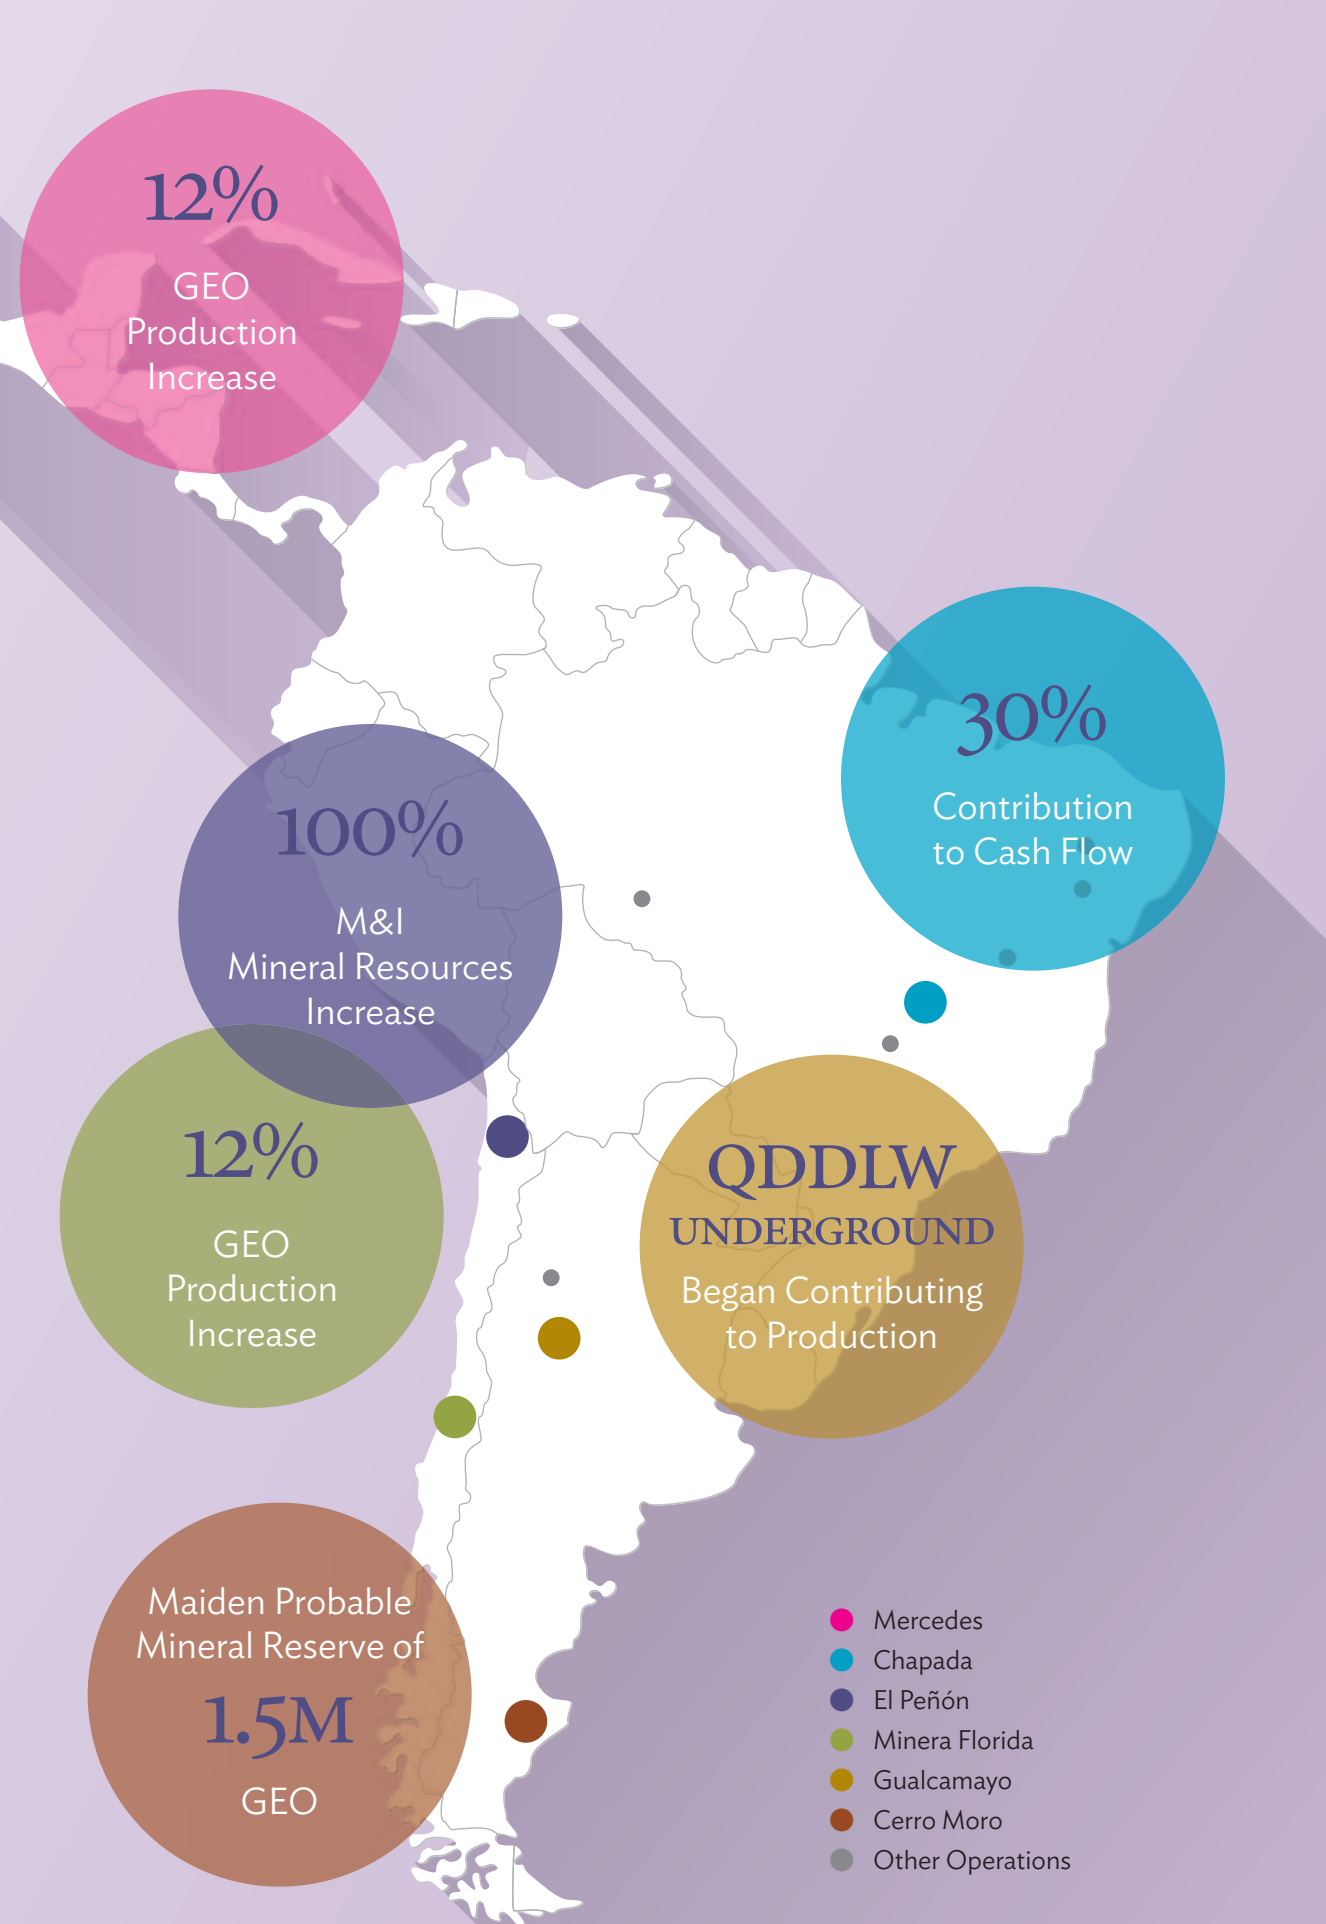 12%
GEO
Production
Increase
30%
Contribution
to Cash Flow
100%
M&I
Mineral Resources
Increase
12%
GEO
Production
Increase
QDDLW
UNDERGROUND
Began Contributing
to Production
Maiden Probable
Mineral Reserve of
1.5M
GEO
Mercedes
Chapada
El Peñón
Minera Florida
Gualcamayo
Cerro Moro
Other Operations